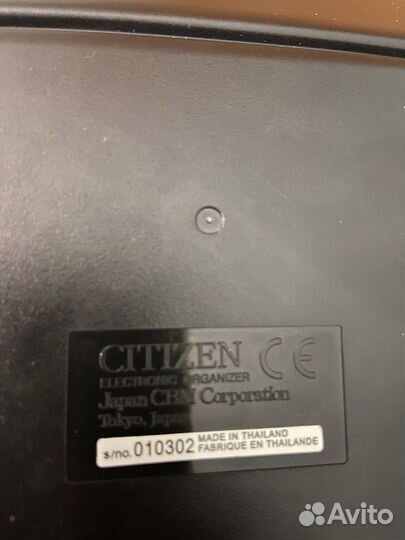 CITIZEN CE
ELECTRONIC ORGANIZER
Japan CBM Corporation
Tokyo, Japan
s/no. 010302 MADE IN THAILAND
FABRIQUE EN THAILANDE
Avito